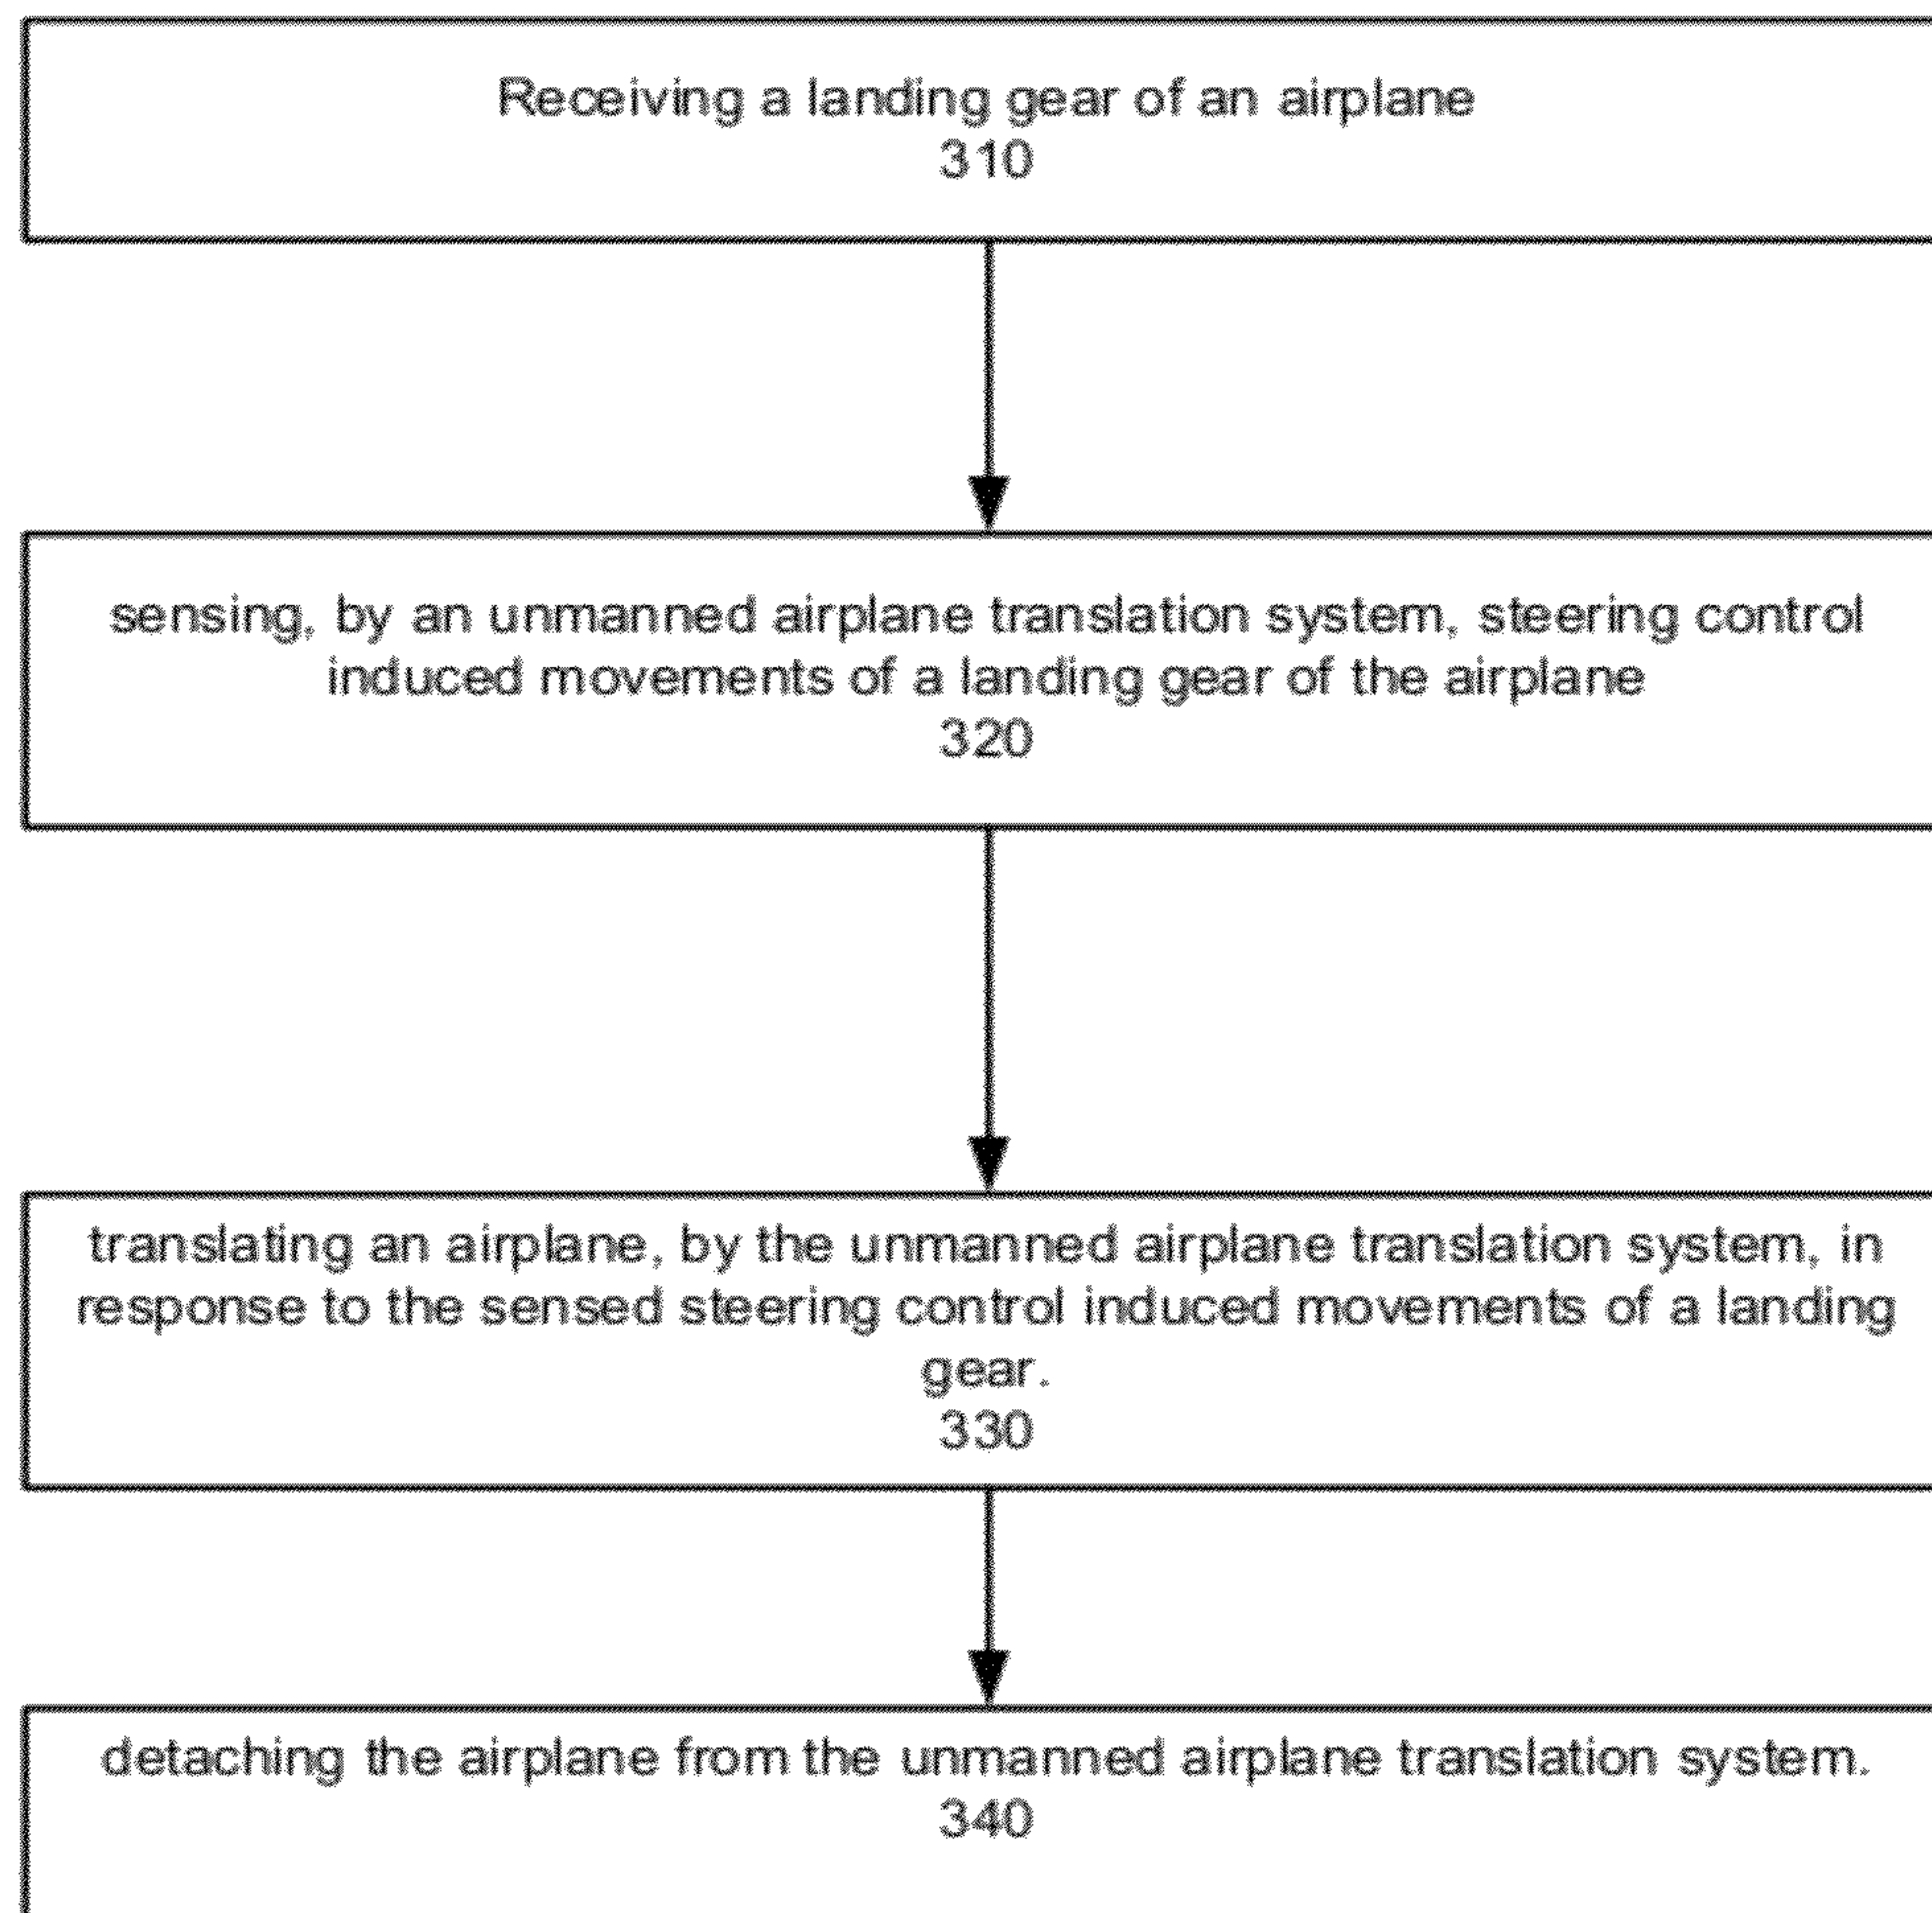 Receiving a landing gear of an airplane
310
sensing, by an unmanned airplane translation system, steering control
induced movements of a landing gear of the airplane
320
translating an airplane, by the unmanned airplane translation system, in
response to the sensed steering control induced movements of a landing
gear.
330
detaching the airplane from the unmanned airplane translation system.
340